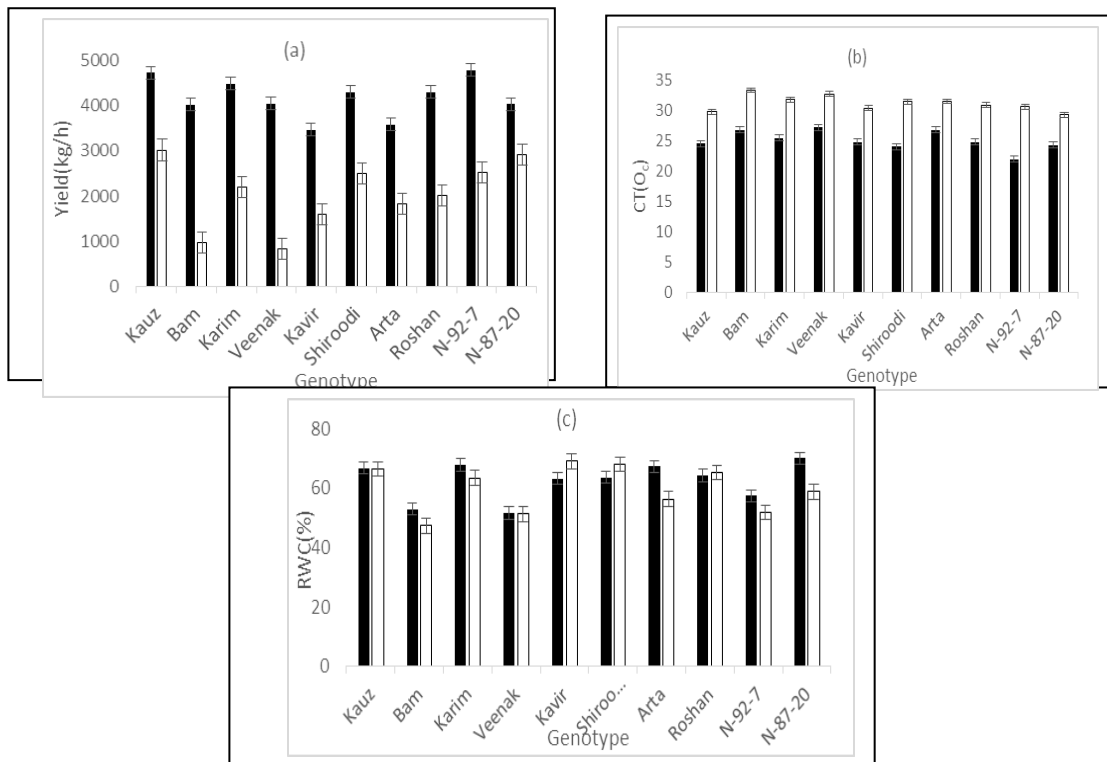 (a)
Yield(kg/h)
5000
4000
3000
2000
1000
0
Kauz
Bam
Karim
Veenak
Kavir
Shiroodi
Arta
Roshan
N-92-7
N-87-20
Genotype
(b)
CT(Oc)
35
30
25
20
15
10
5
0
Kauz
Bam
Karim
Veenak
Kavir
Shiroodi
Arta
Roshan
N-92-7
N-87-20
Genotype
(c)
RWC(%)
80
60
40
20
0
Kauz
Bam
Karim
Veenak
Kavir
Shiroo...
Arta
Roshan
N-92-7
N-87-20
Genotype